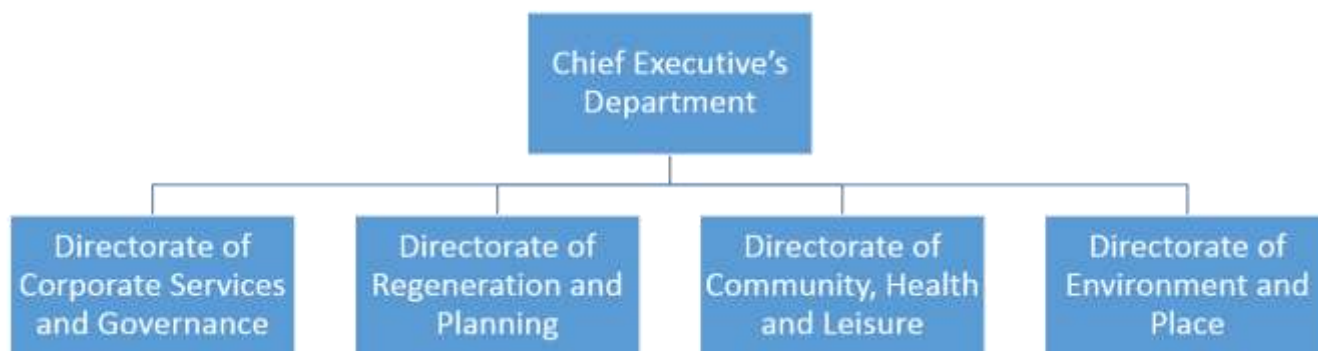 Chief Executive’s
Department
Directorate of
Corporate Services
and Governance
Directorate of
Regeneration and
Planning
Directorate of
Community, Health
and Leisure
Directorate of
Environment and
Place